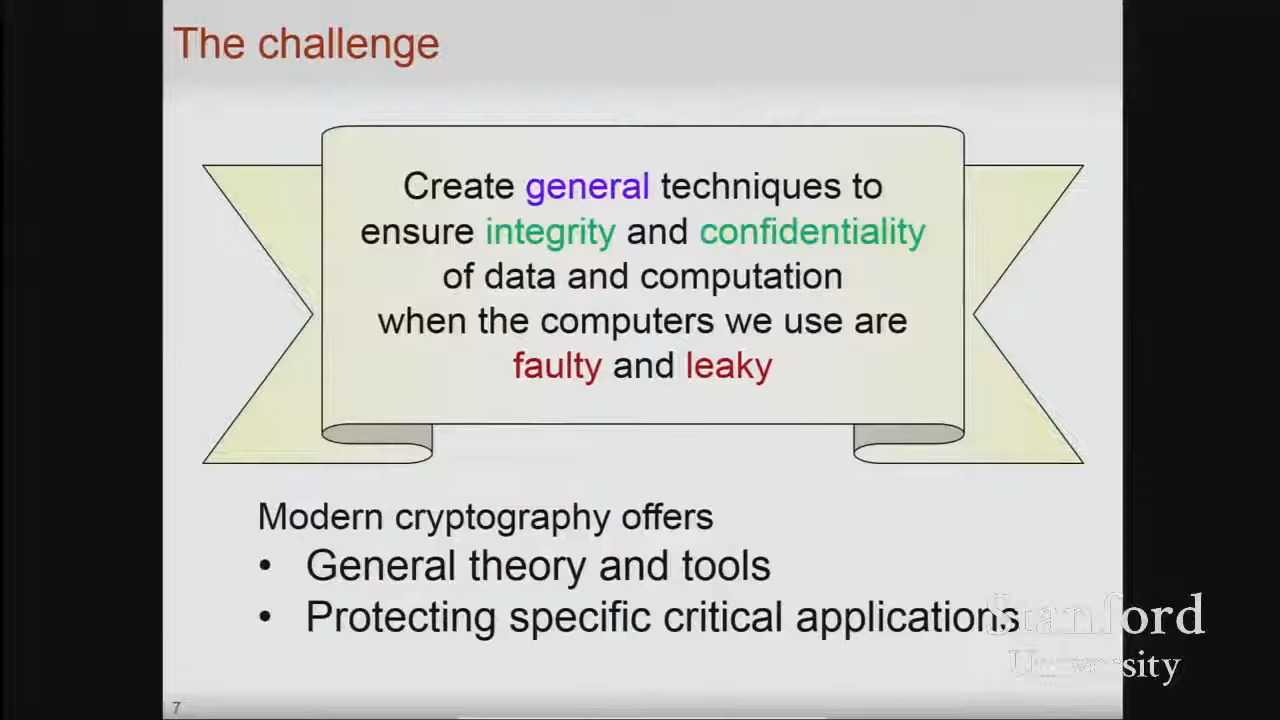 The challenge
Create general techniques to
ensure integrity and confidentiality
of data and computation
when the computers we use are
faulty and leaky
Modern cryptography offers
• General theory and tools
• Protecting specific critical applications
Stanford
University
7